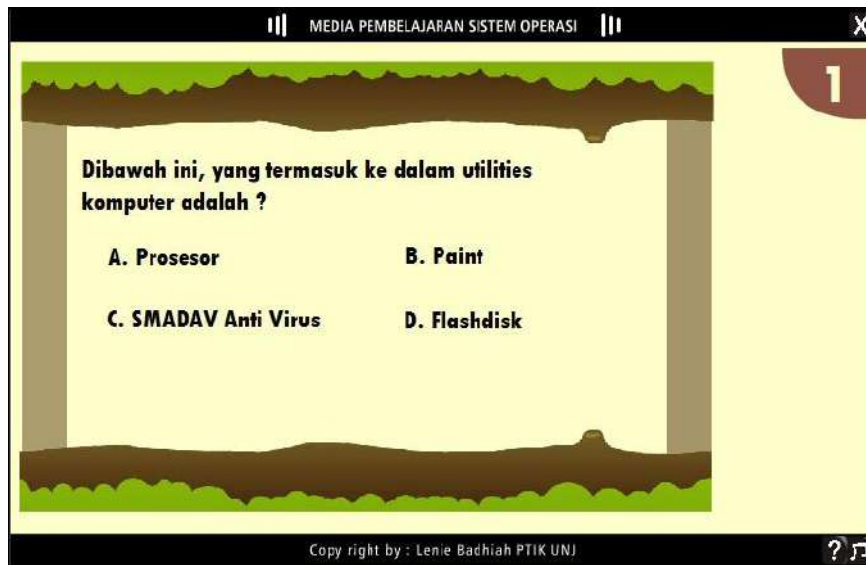 MEDIA PEMBELAJARAN SISTEM OPERASI
X
1
Dibawah ini, yang termasuk ke dalam utilities
komputer adalah ?
A. Prosesor
B. Paint
C. SMADAV Anti Virus
D. Flashdisk
Copy right by : Lenie Badhiah PTIK UNJ
?